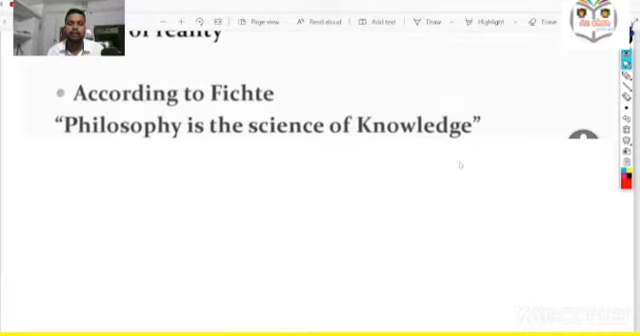 Page view
Read aloud
Add text
Draw
Highlight
Erase
of reality
According to Fichte
“Philosophy is the science of Knowledge”